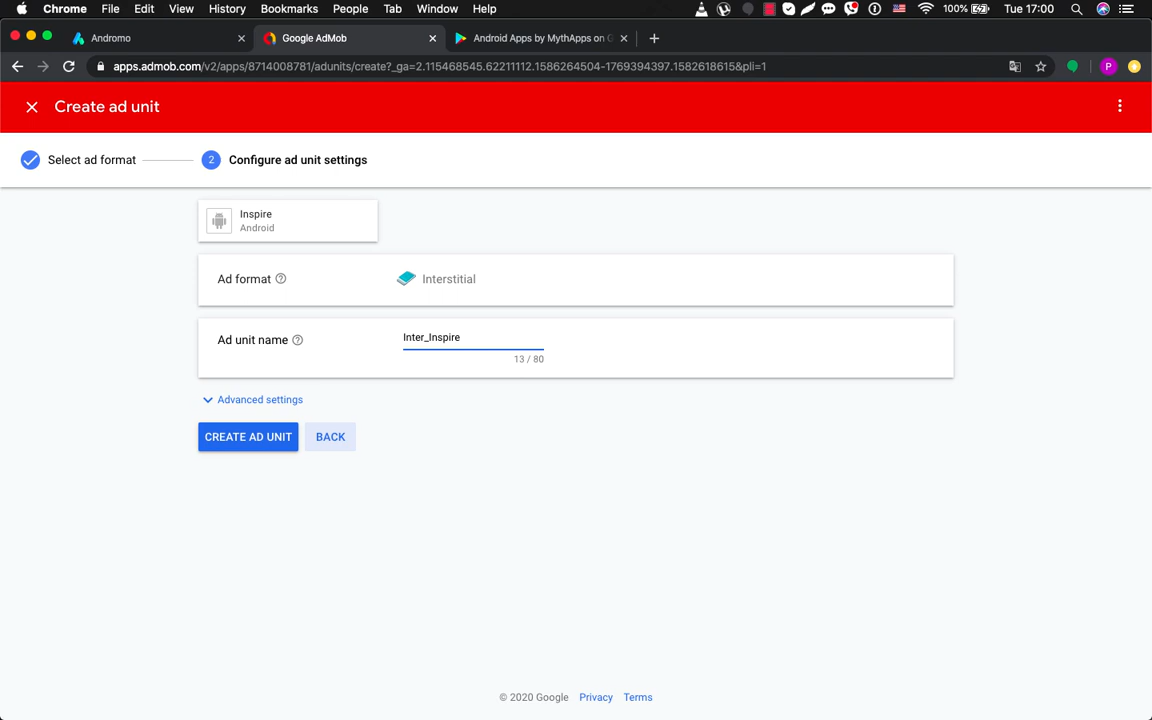 Chrome File Edit View History Bookmarks People Tab Window Help 100% Tue 17:00
Andromo Google AdMob Android Apps by MythApps on G
apps.admob.com/v2/apps/8714008781/adunits/create?_ga=2.115468545.62211112.1586264504-1769394397.1582618615&pli=1 P
Create ad unit
Select ad format 2 Configure ad unit settings
Inspire
Android
Ad format Interstitial
Ad unit name Inter_Inspire
13 / 80
Advanced settings
CREATE AD UNIT BACK
© 2020 Google Privacy Terms